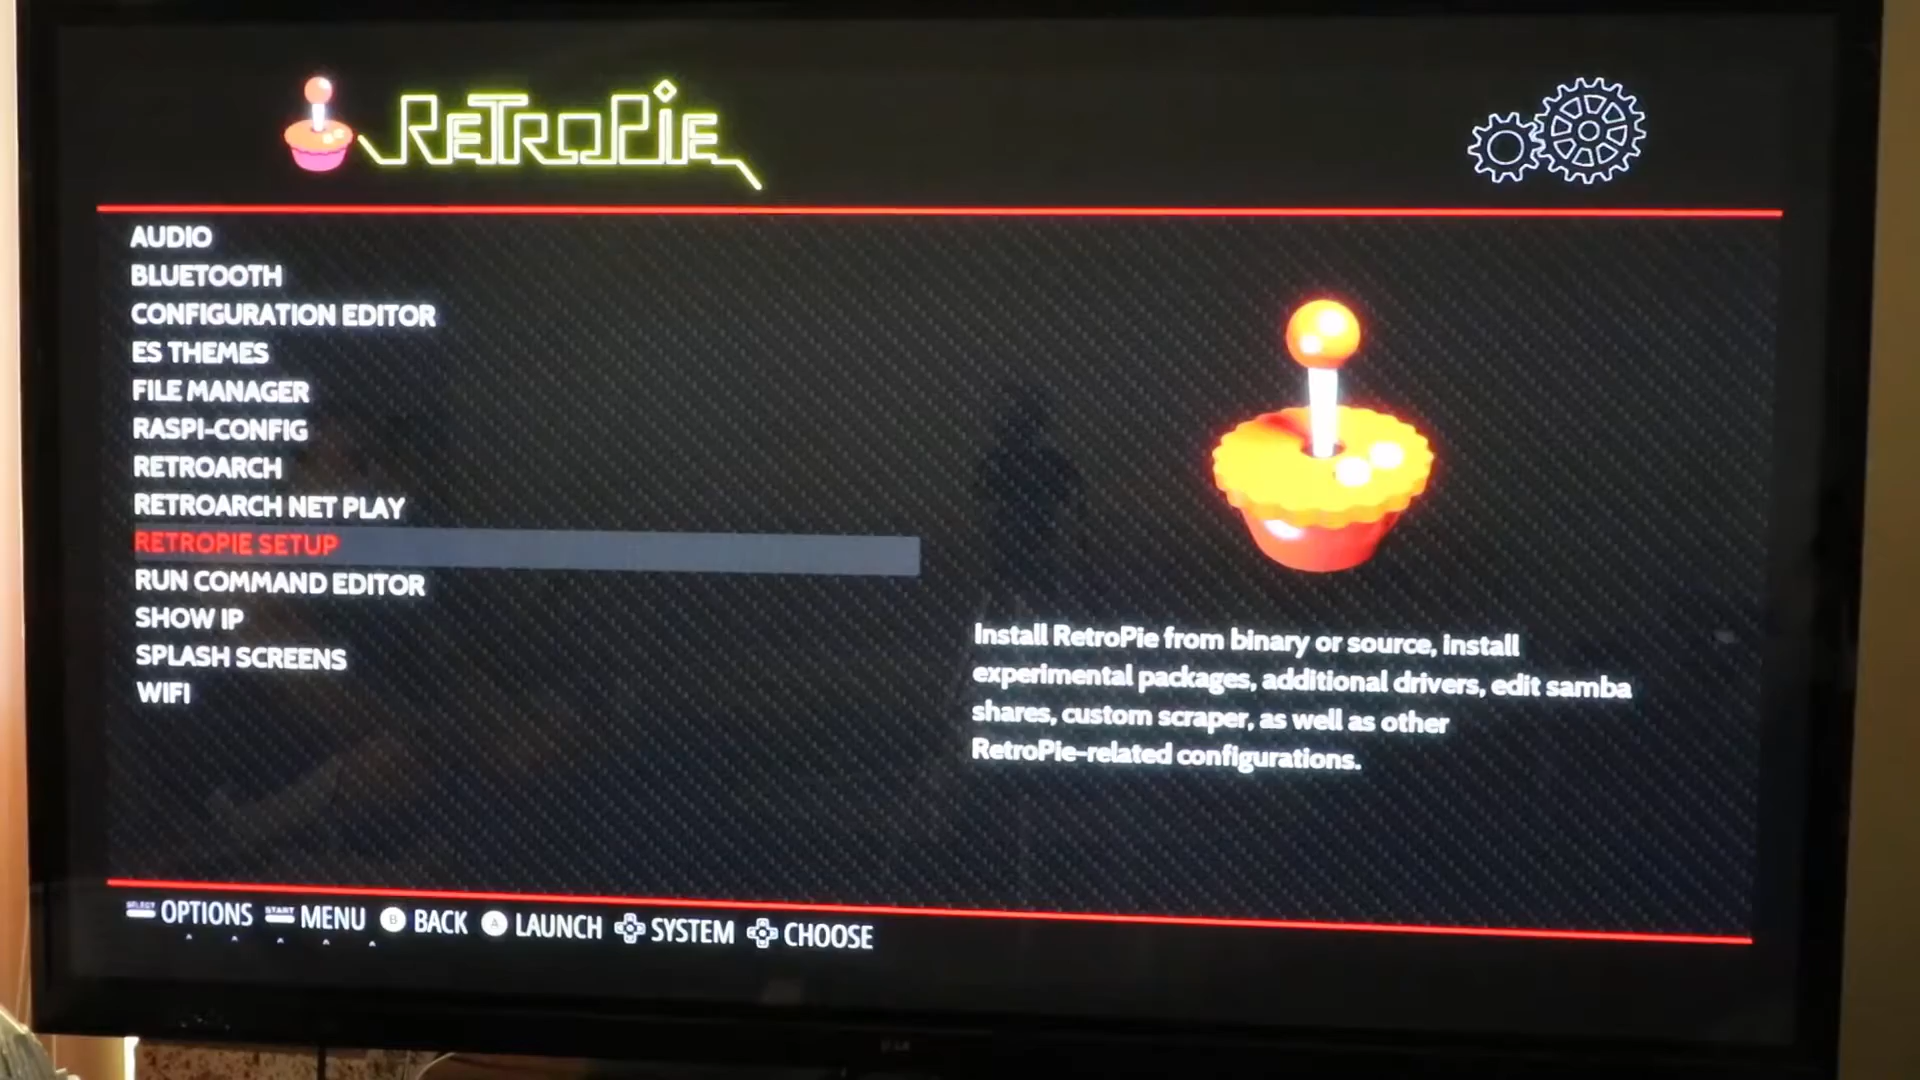 RETROPIE
AUDIO
BLUETOOTH
CONFIGURATION EDITOR
ES THEMES
FILE MANAGER
RASPI-CONFIG
RETROARCH
RETROARCH NET PLAY
RETROPIE SETUP
RUN COMMAND EDITOR
SHOW IP
SPLASH SCREENS
WIFI
Install RetroPie from binary or source, install
experimental packages, additional drivers, edit samba
shares, custom scraper, as well as other
RetroPie-related configurations.
SELECT OPTIONS START MENU B BACK A LAUNCH SYSTEM CHOOSE